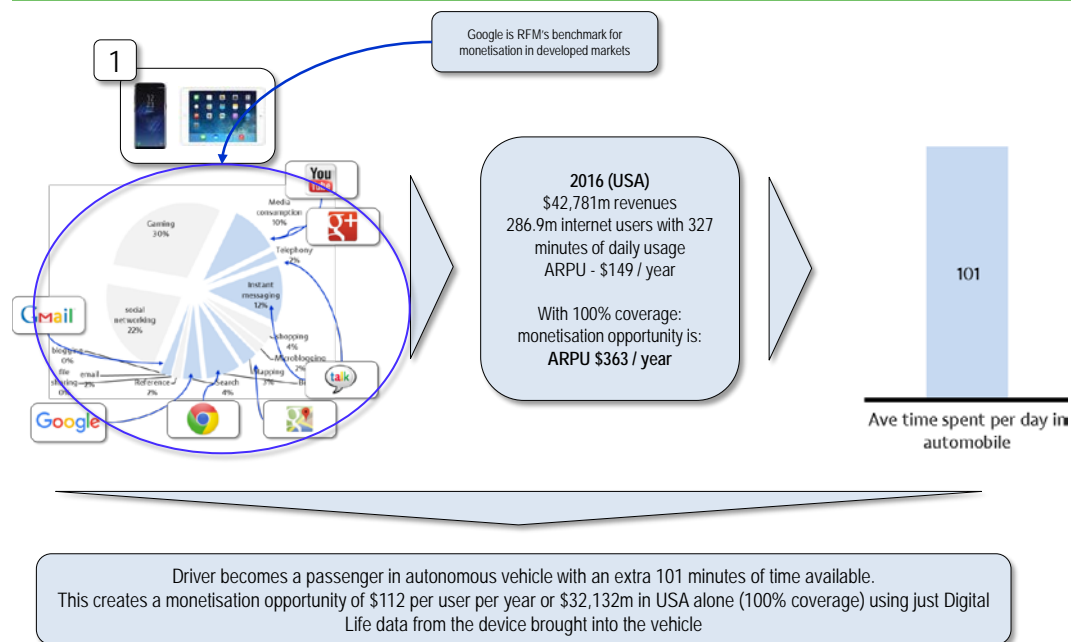 Google is RFM's benchmark for
monetisation in developed markets
1
You
Tube
g+
Media
consumption
10%
Gaming
30%
Telephony
2%
Instant
messaging
12%
GMail
social
networking
22%
shopping
4%
Microblogging
2%
blogging
0%
file
sharing
0%
email
Reference
2%
Search
4%
3%
talk
Google
2016 (USA)
$42,781m revenues
286.9m internet users with 327
minutes of daily usage
ARPU - $149 / year
With 100% coverage:
monetisation opportunity is:
ARPU $363 / year
101
Ave time spent per day in
automobile
Driver becomes a passenger in autonomous vehicle with an extra 101 minutes of time available.
This creates a monetisation opportunity of $112 per user per year or $32,132m in USA alone (100% coverage) using just Digital
Life data from the device brought into the vehicle